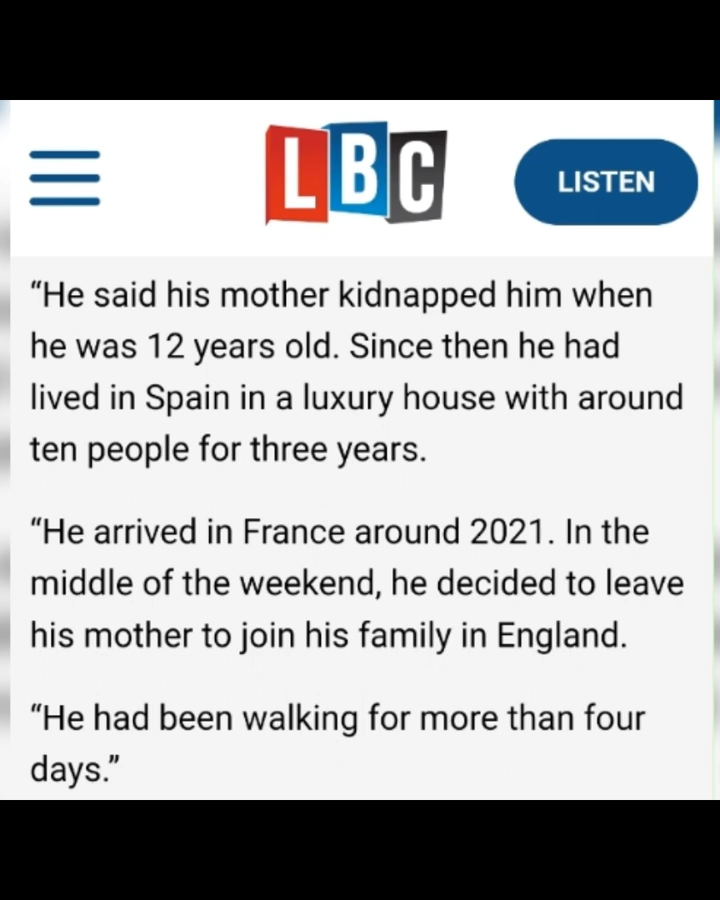 LBC
LISTEN
“He said his mother kidnapped him when
he was 12 years old. Since then he had
lived in Spain in a luxury house with around
ten people for three years.
“He arrived in France around 2021. In the
middle of the weekend, he decided to leave
his mother to join his family in England.
“He had been walking for more than four
days.”